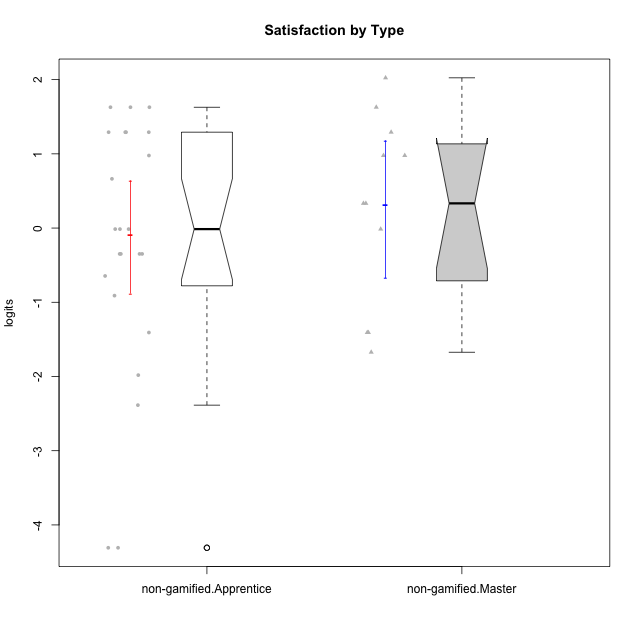 Satisfaction by Type
logits
2
1
0
-1
-2
-3
-4
non-gamified.Apprentice
non-gamified.Master